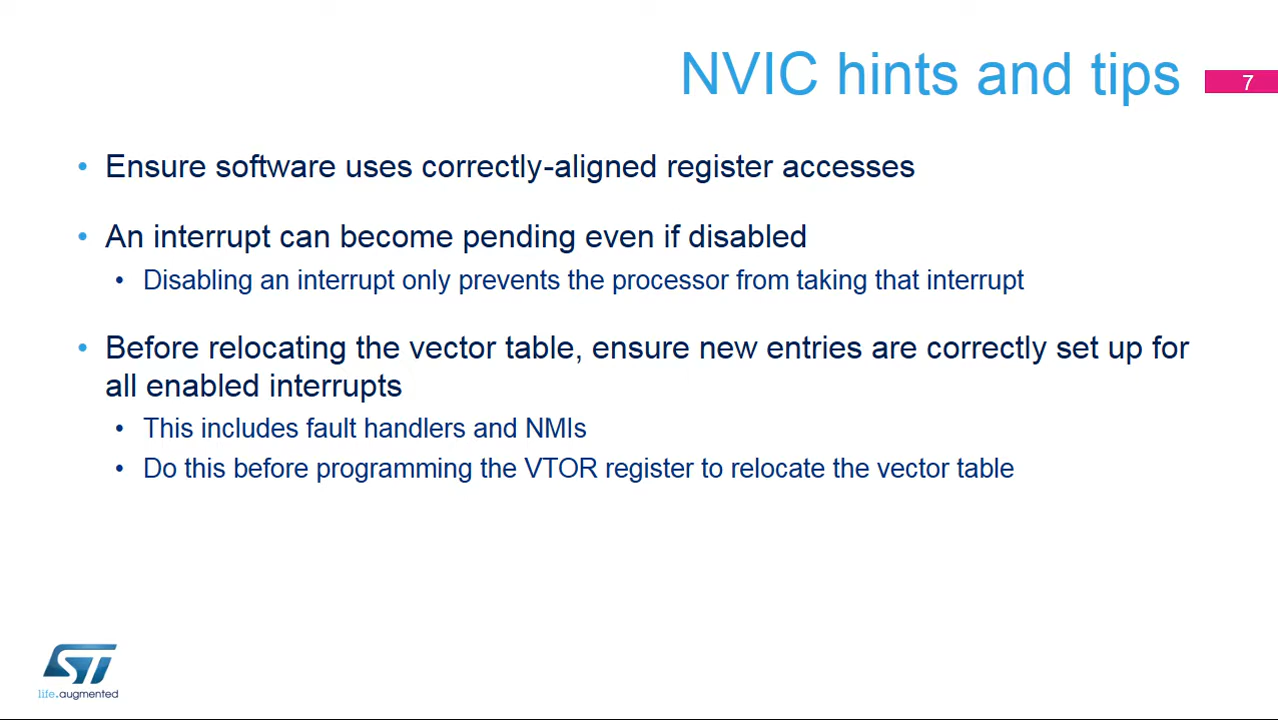 NVIC hints and tips
7
• Ensure software uses correctly-aligned register accesses
• An interrupt can become pending even if disabled
• Disabling an interrupt only prevents the processor from taking that interrupt
• Before relocating the vector table, ensure new entries are correctly set up for
all enabled interrupts
• This includes fault handlers and NMIs
• Do this before programming the VTOR register to relocate the vector table
ST
life.augmented